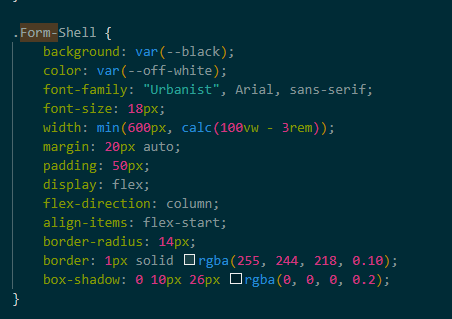 .Form-Shell {
background: var(--black);
color: var(--off-white);
font-family: "Urbanist", Arial, sans-serif;
font-size: 18px;
width: min(600px, calc(100vw - 3rem));
margin: 20px auto;
padding: 50px;
display: flex;
flex-direction: column;
align-items: flex-start;
border-radius: 14px;
border: 1px solid rgba(255, 244, 218, 0.10);
box-shadow: 0 10px 26px rgba(0, 0, 0, 0.2);
}